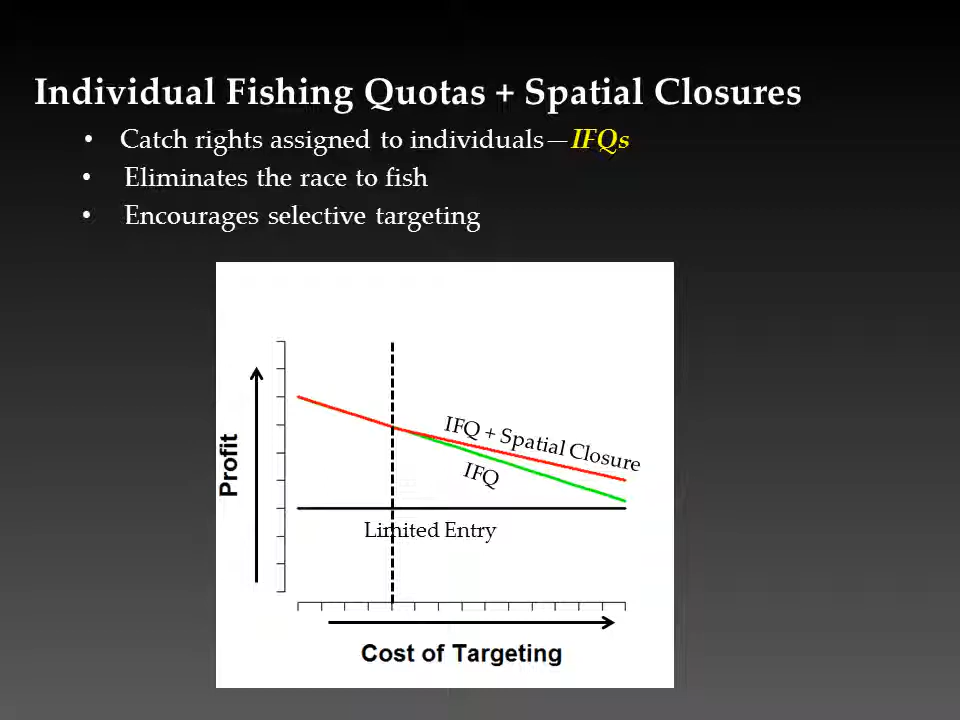 Individual Fishing Quotas + Spatial Closures
• Catch rights assigned to individuals—IFQs
• Eliminates the race to fish
• Encourages selective targeting
IFQ + Spatial Closure
IFQ
Profit
Limited Entry
Cost of Targeting